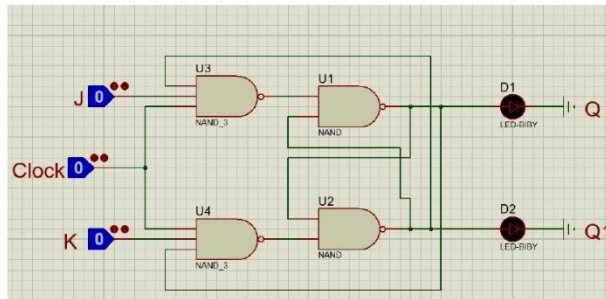 U3
U1
D1
J 0
Q
NAND_3
NAND
LED-BIBY
Clock 0
U4
U2
D2
K 0
Q1
NAND_3
NAND
LED-BIBY